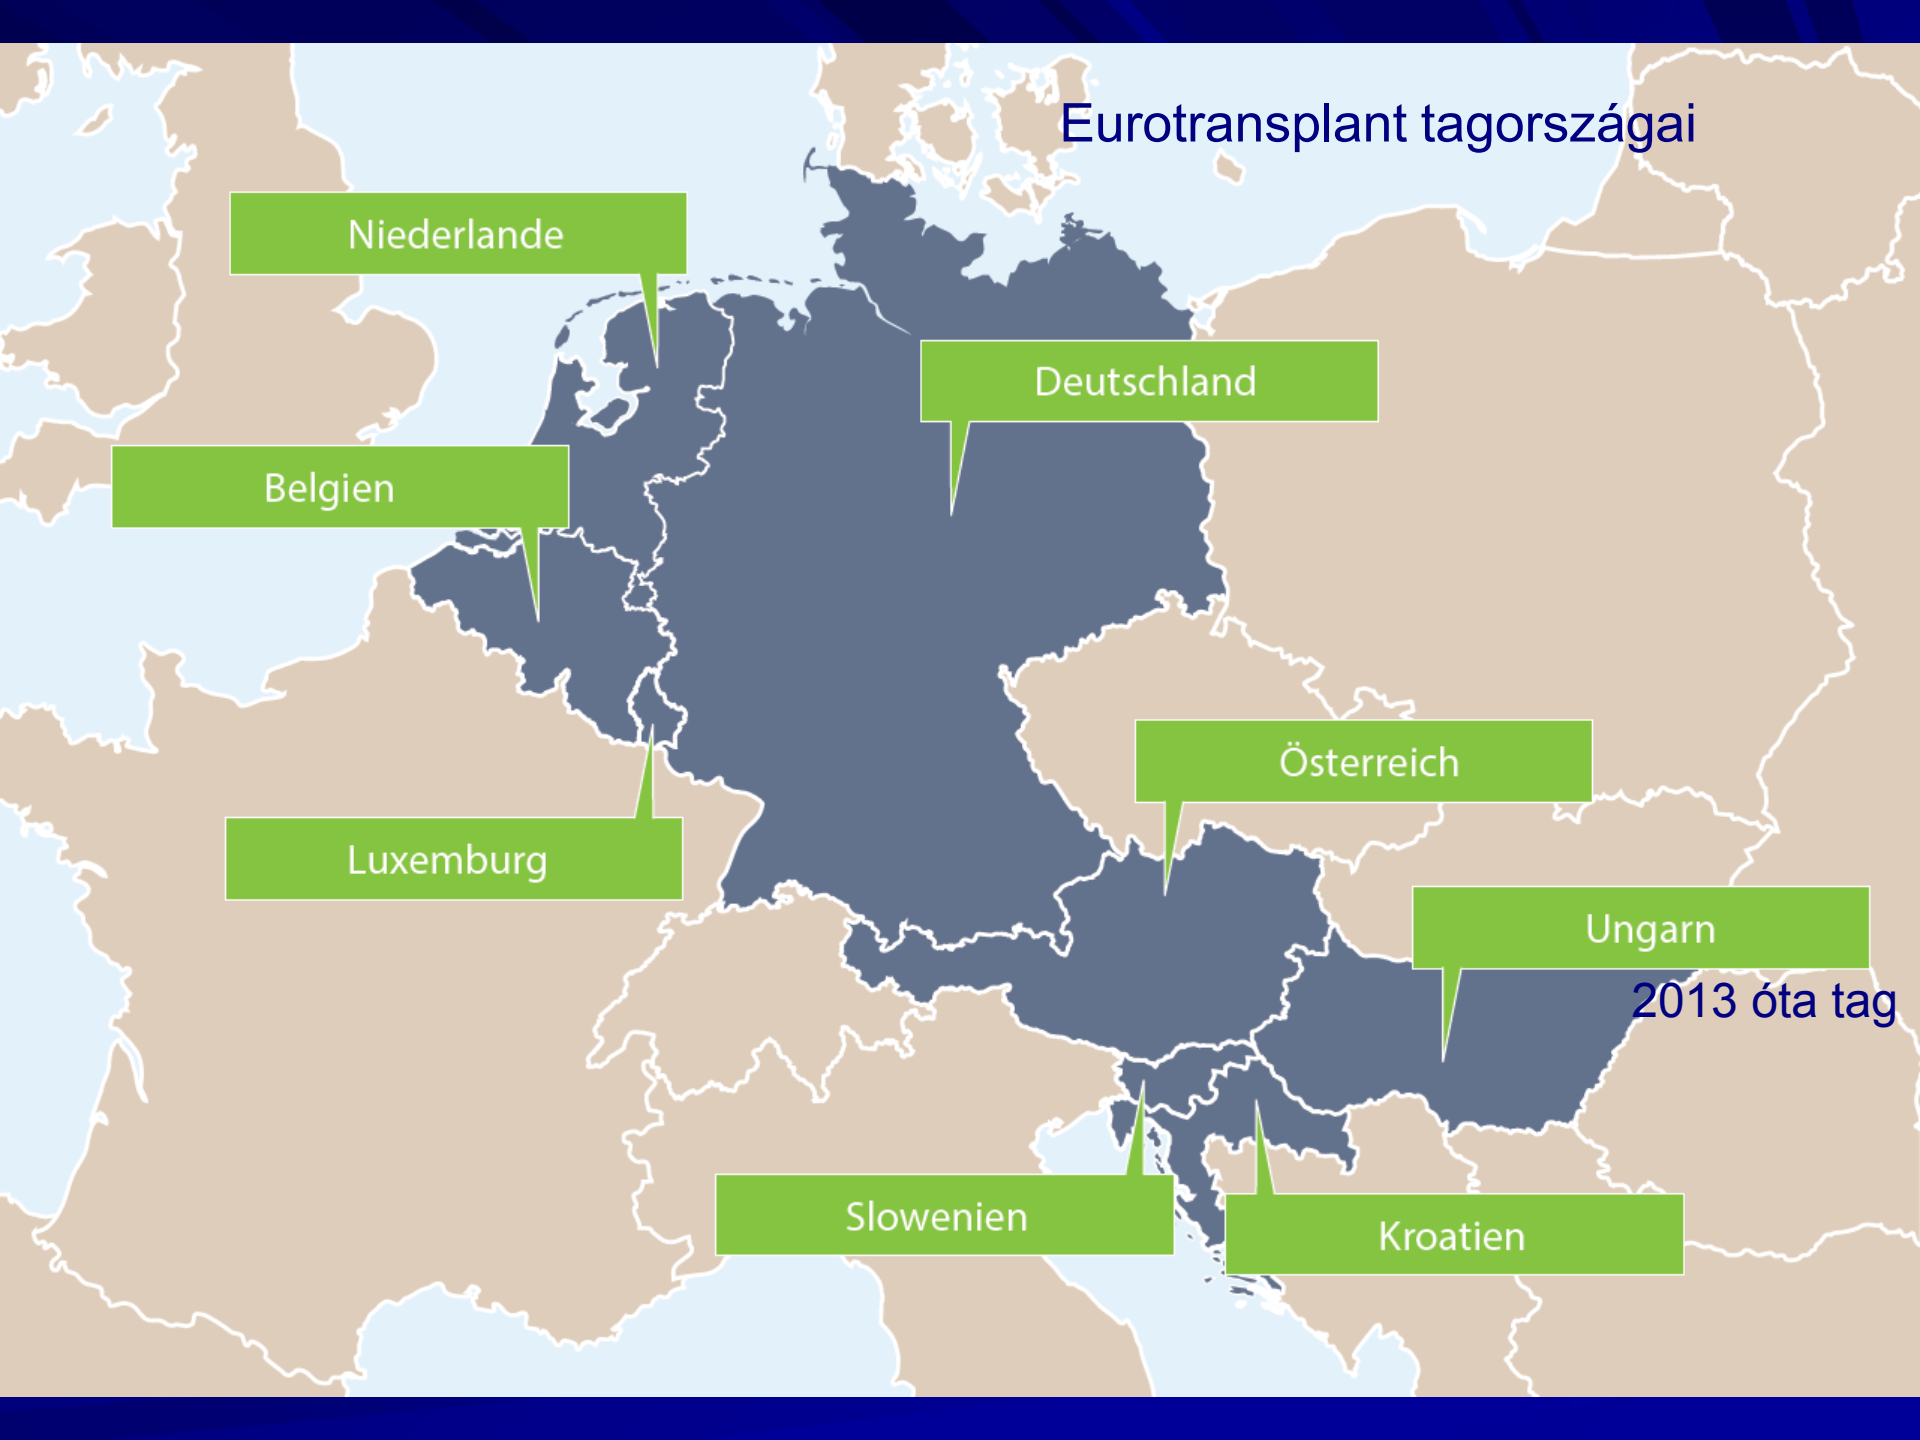 Eurotransplant tagországai
Niederlande
Deutschland
Belgien
Österreich
Luxemburg
Ungarn
2013 óta tag
Slowenien
Kroatien